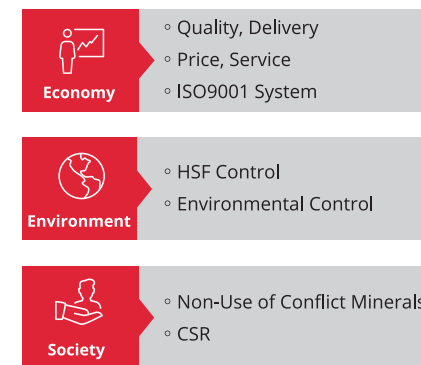 Economy
◦ Quality, Delivery
◦ Price, Service
◦ ISO9001 System
Environment
◦ HSF Control
◦ Environmental Control
Society
◦ Non-Use of Conflict Minerals
◦ CSR